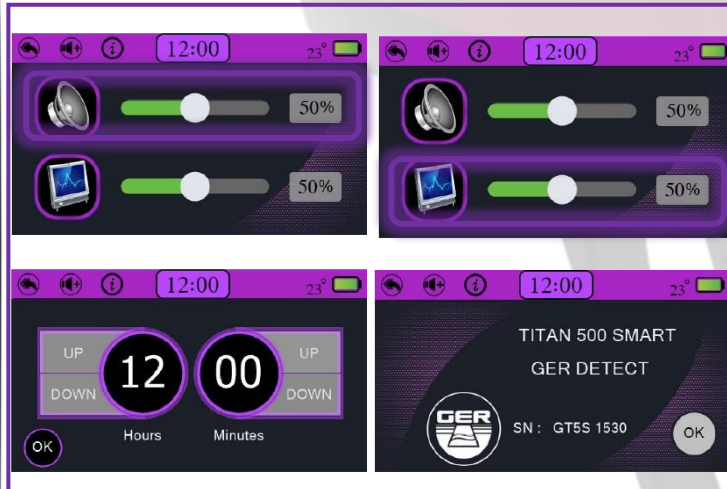 12:00 23°
50%
50%
12:00 23°
50%
50%
12:00 23°
UP 12 00 UP
DOWN DOWN
Hours Minutes
OK
12:00 23°
TITAN 500 SMART
GER DETECT
GER
SN : GT5S 1530
OK